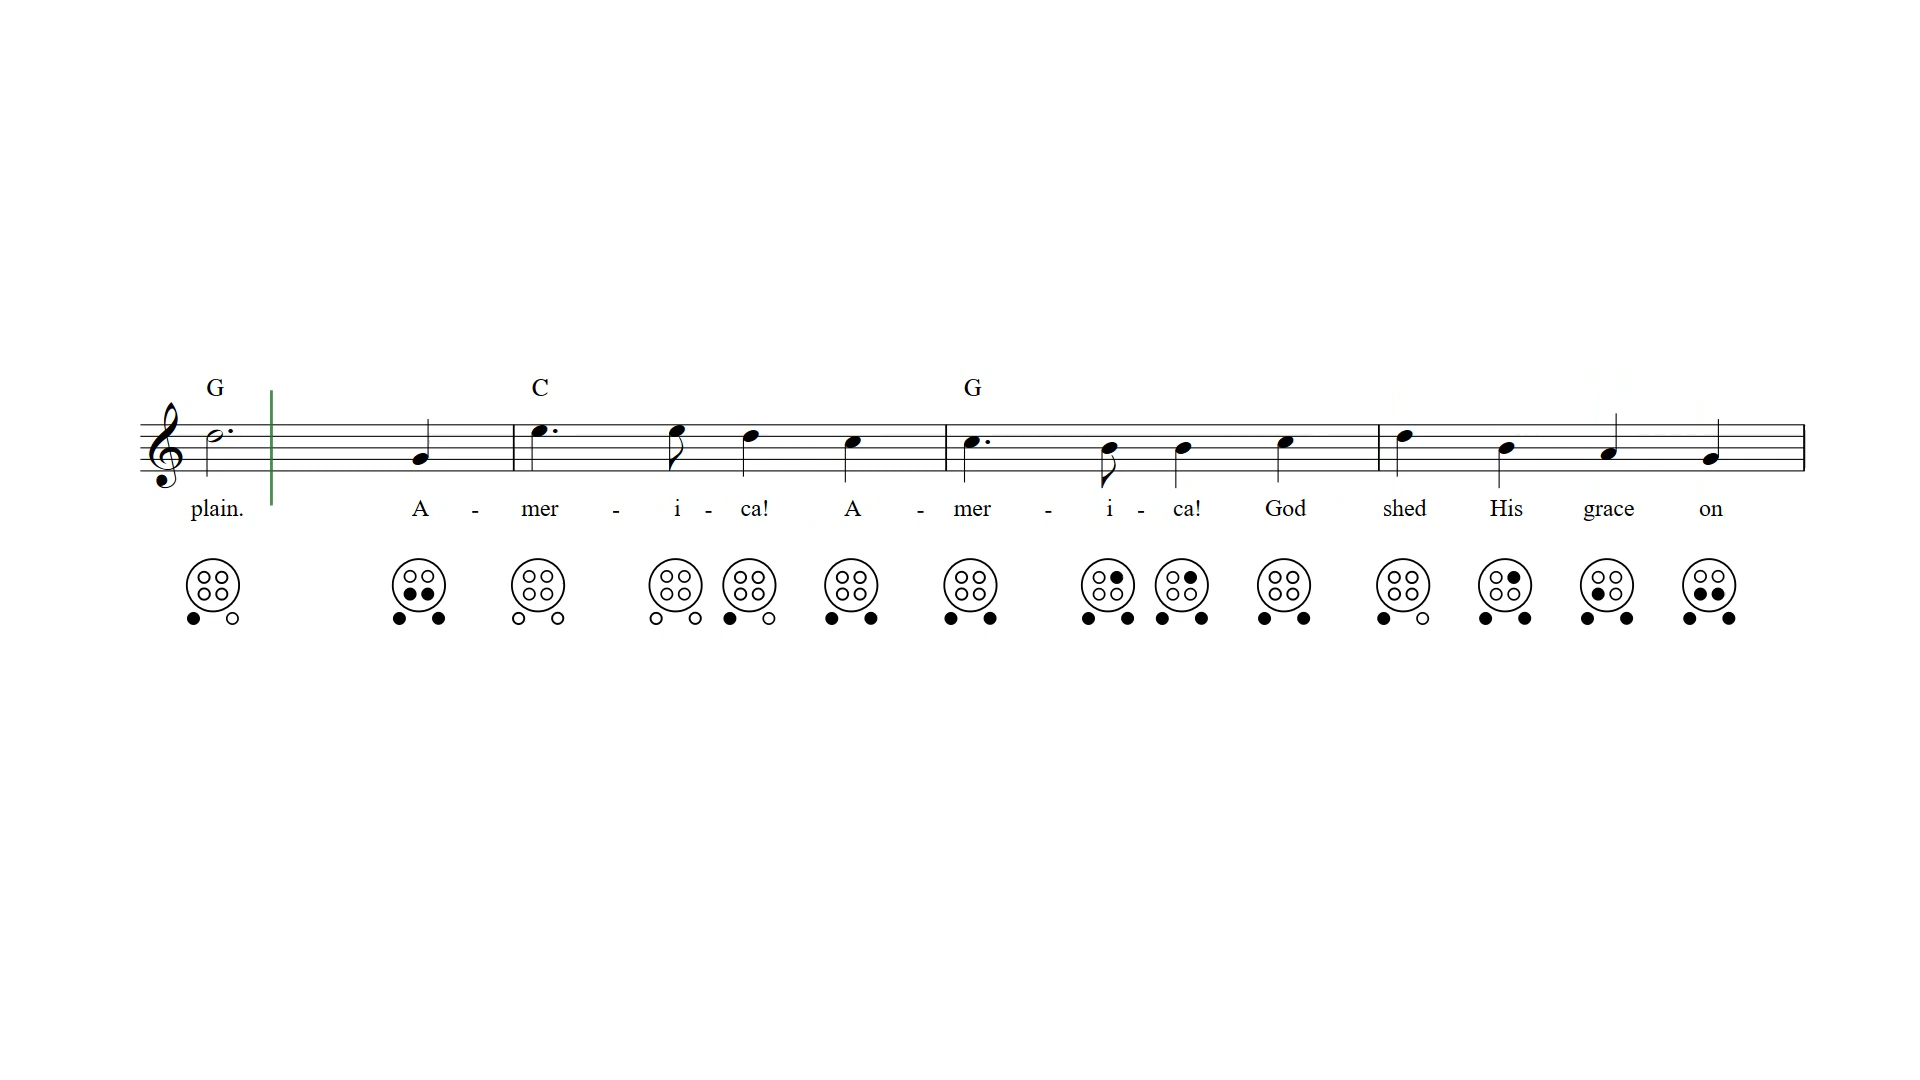 G C G
plain. A - mer - i - ca! A - mer - i - ca! God shed His grace on